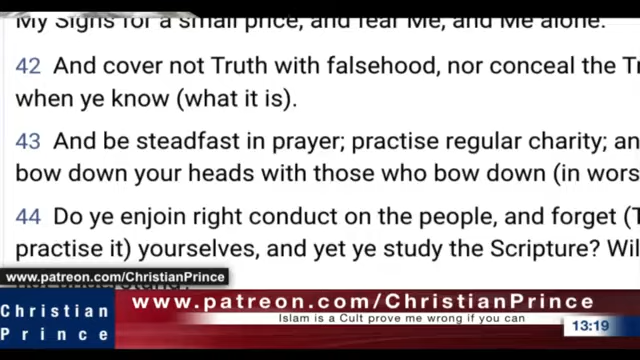 My Signs for a small price, and fear Me, and Me alone.
42 And cover not Truth with falsehood, nor conceal the
when ye know (what it is).
43 And be steadfast in prayer; practise regular charity;
bow down your heads with those who bow down (in
44 Do ye enjoin right conduct on the people, and forget
practise it) yourselves, and yet ye study the Scripture?
www.patreon.com/ChristianPrince
www.patreon.com/ChristianPrince
Christian
Prince
Islam is a Cult prove me wrong if you can
13:19